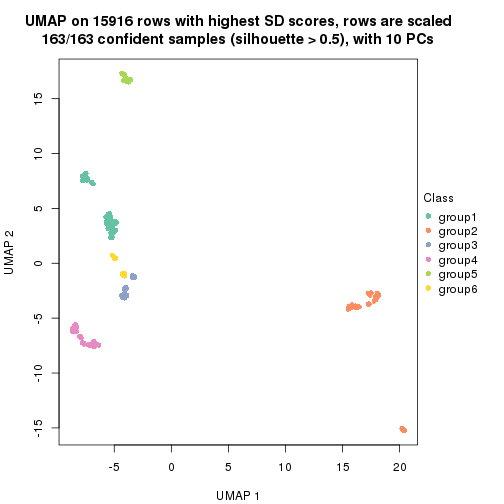 UMAP on 15916 rows with highest SD scores, rows are scaled
163/163 confident samples (silhouette > 0.5), with 10 PCs
15
10
5
0
-5
-10
-15
UMAP 2
-5
0
5
10
15
20
UMAP 1
Class
group1
group2
group3
group4
group5
group6